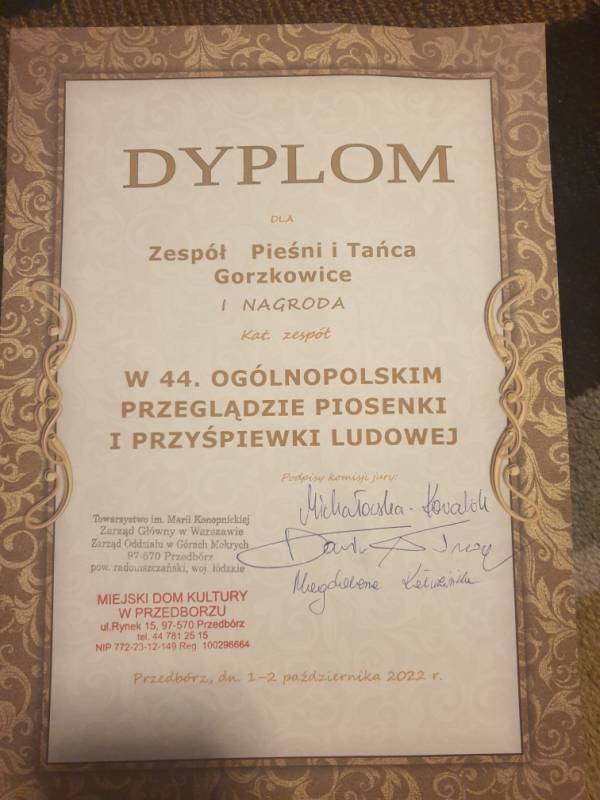 DYPLOM
DLA
Zespół Pieśni i Tańca
Gorzkowice
I NAGRODA
Kat. zespół
W 44. OGÓLNOPOLSKIM
PRZEGLĄDZIE PIOSENKI
I PRZYŚPIEWKI LUDOWEJ
Podpisy komisji jury:
Michałowska-Kowalik
Towarzystwo im. Marii Konopnickiej
Zarząd Główny w Warszawie
Zarząd Oddziału w Górach Mokrych
97-570 Przedbórz
pow. radomszczański, woj. łódzkie
Magdalena
MIEJSKI DOM KULTURY
W PRZEDBORZU
ul.Rynek 15, 97-570 Przedbórz
tel. 44 781 25 15
NIP 772-23-12-149 Reg. 100296664
Przedbórz, dn. 1-2 października 2022 r.